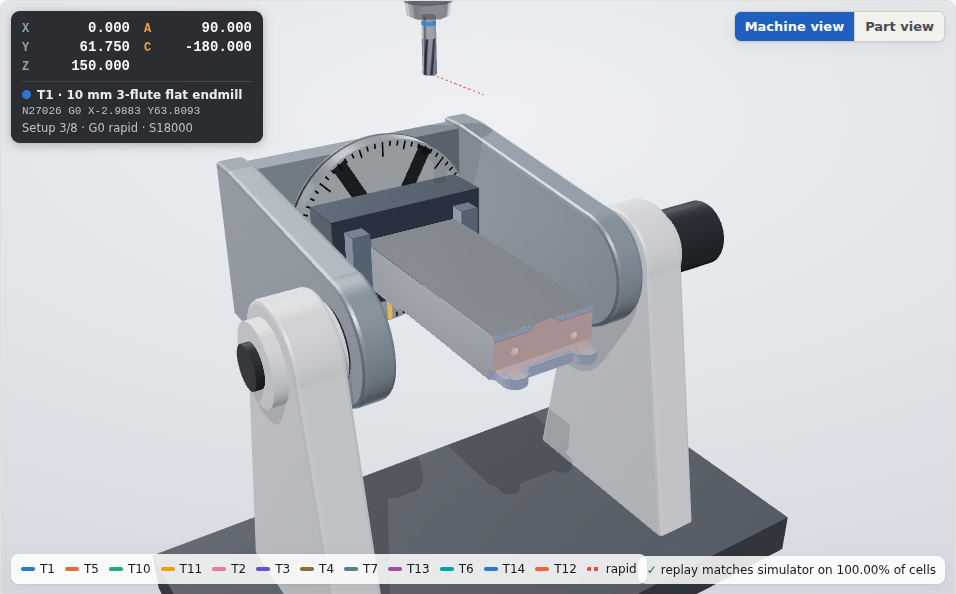 X 0.000 A 90.000
Y 61.750 C -180.000
Z 150.000
T1 · 10 mm 3-flute flat endmill
N27026 G0 X-2.9883 Y63.8093
Setup 3/8 · G0 rapid · S18000
Machine view Part view
T1 T5 T10 T11 T2 T3 T4 T7 T13 T6 T14 T12 rapid
✓ replay matches simulator on 100.00% of cells